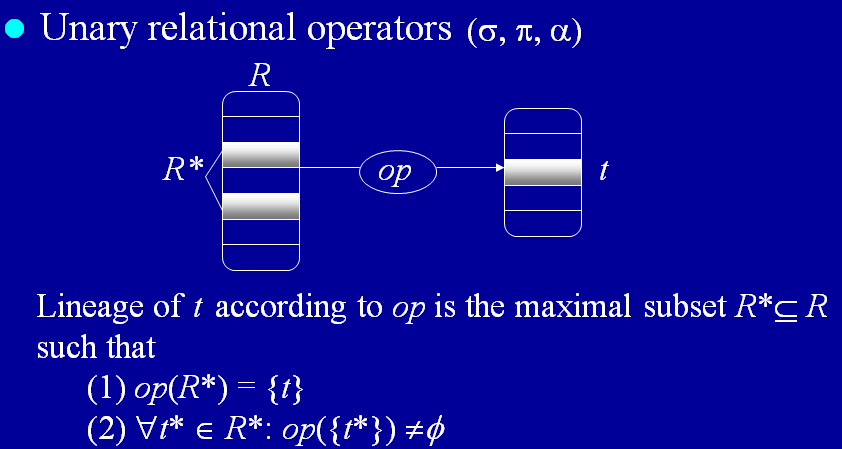 Unary relational operators (σ, π, α)
R
R*
op
t
Lineage of t according to op is the maximal subset R*⊆ R
such that
(1) op(R*) = {t}
(2) ∀t* ∈ R*: op({t*}) ≠ϕ